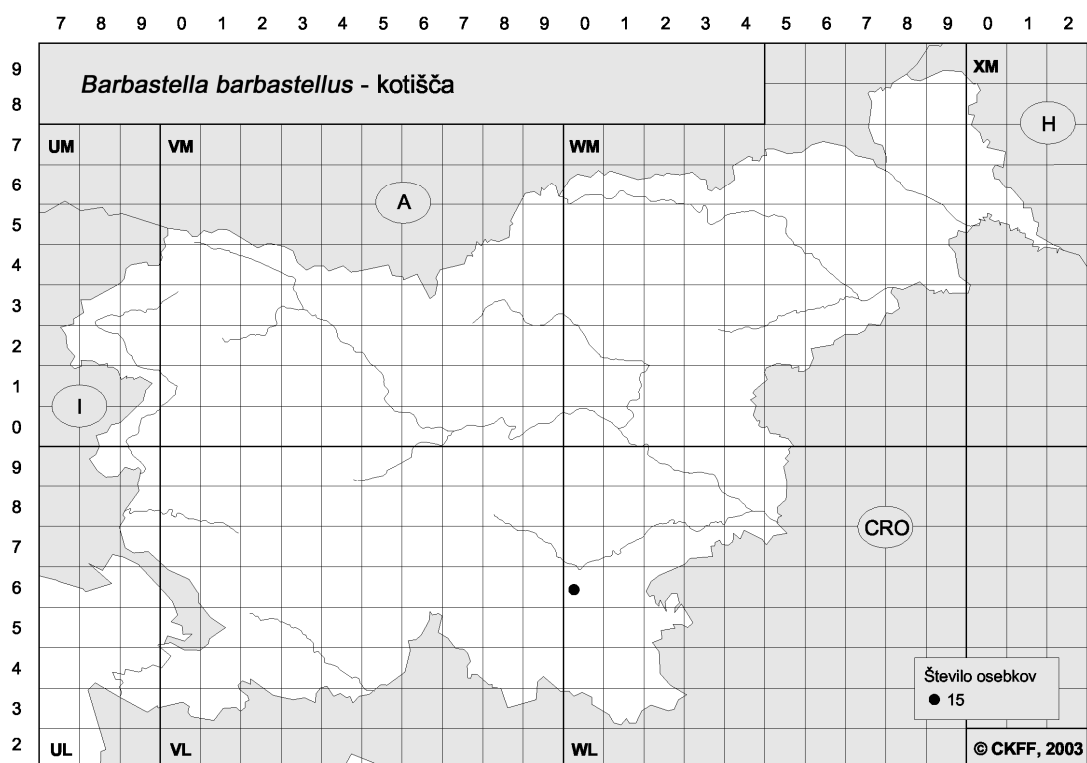 7 8 9 0 1 2 3 4 5 6 7 8 9 0 1 2 3 4 5 6 7 8 9 0 1 2
9
8
7
6
5
4
3
2
1
0
9
8
7
6
5
4
3
2
Barbastella barbastellus - kotišča
XM
H
UM
VM
WM
A
I
CRO
Število osebkov
15
UL
VL
WL
© CKFF, 2003